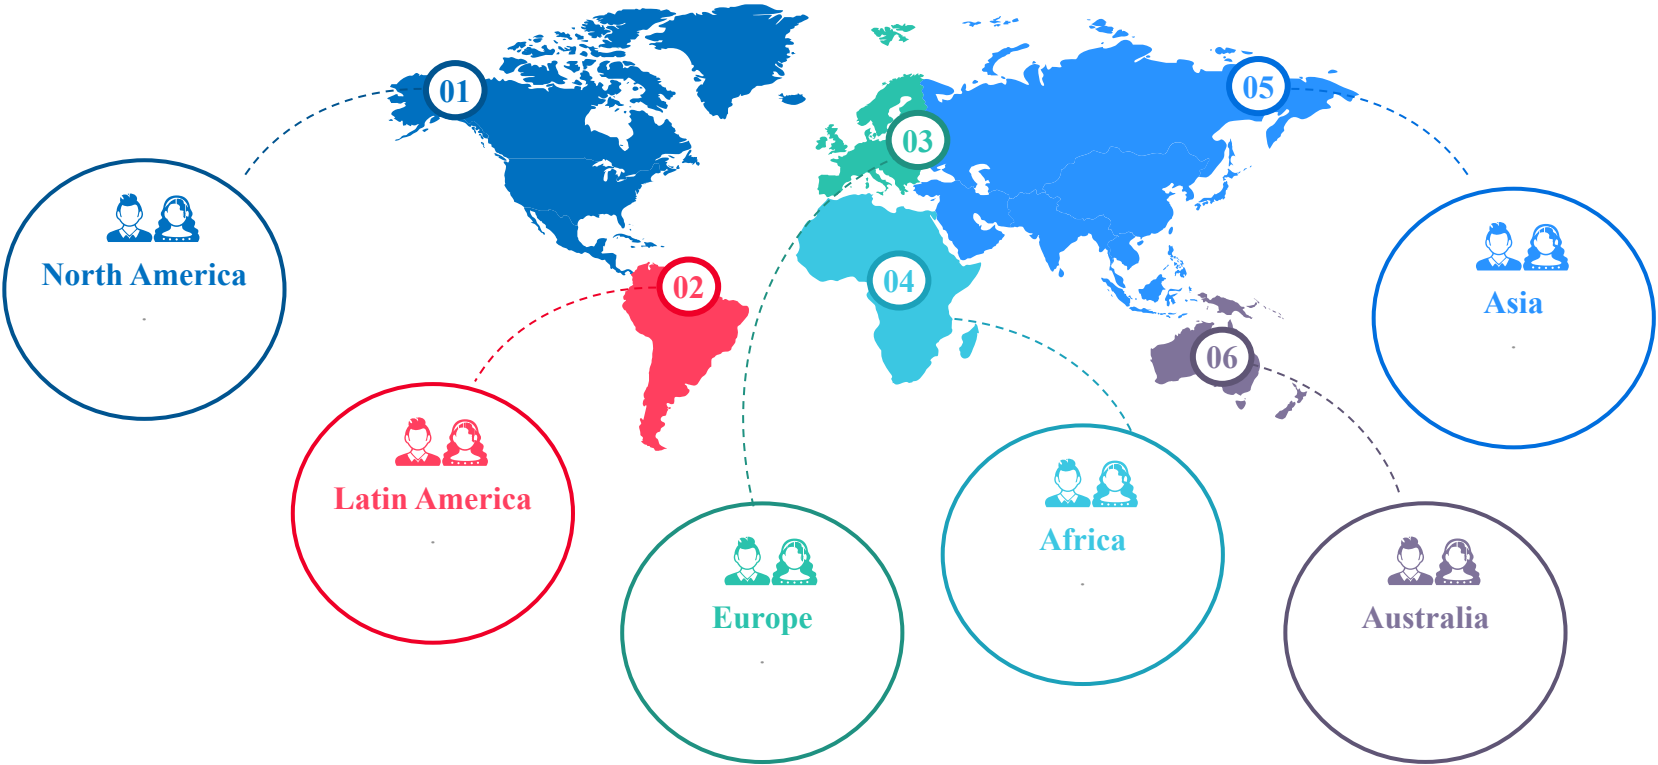 01
02
03
04
05
06
North America
.
Latin America
.
Europe
.
Africa
.
Asia
.
Australia
.